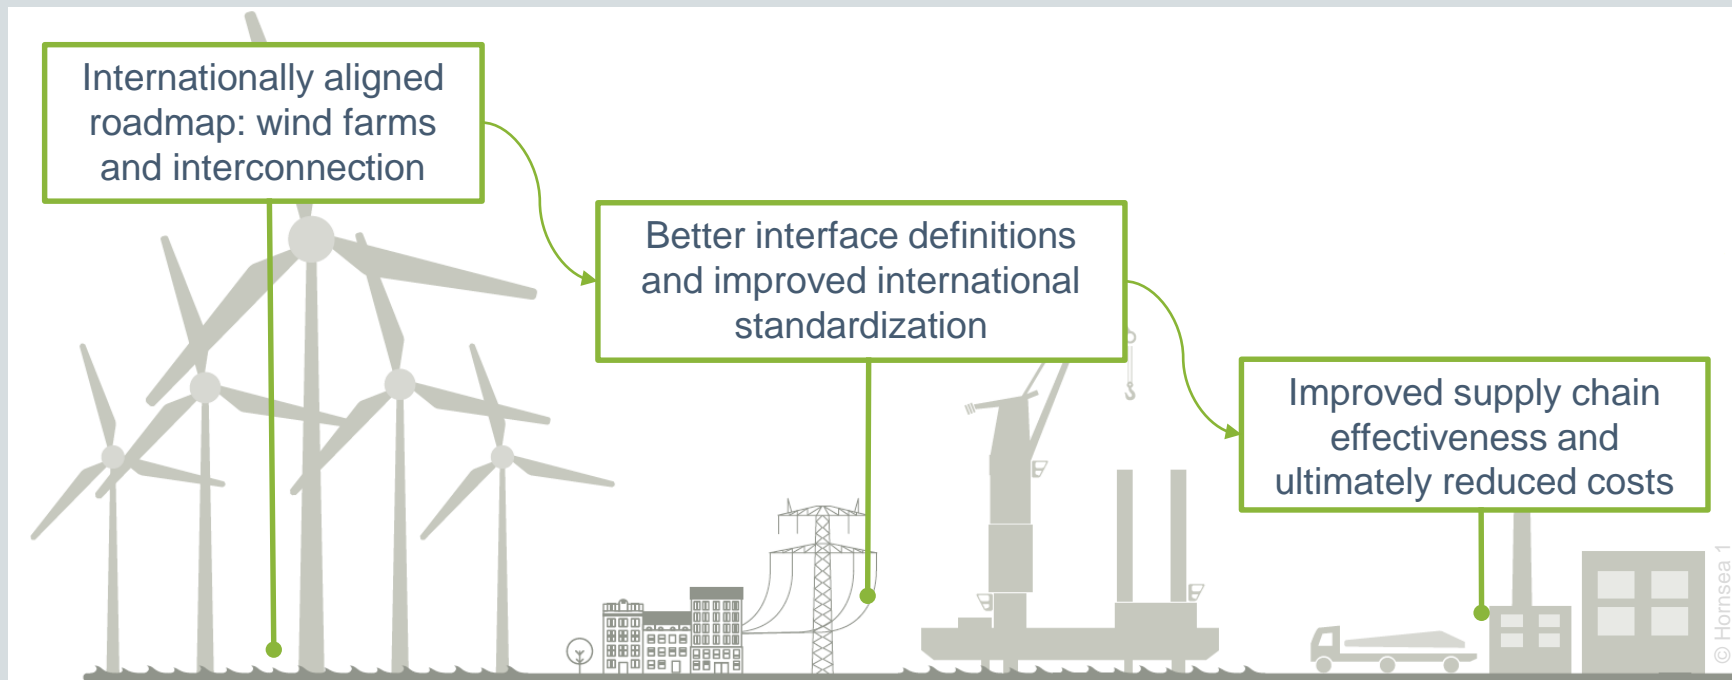 Internationally aligned
roadmap: wind farms
and interconnection
Better interface definitions
and improved international
standardization
Improved supply chain
effectiveness and
ultimately reduced costs
© Hornsea 1